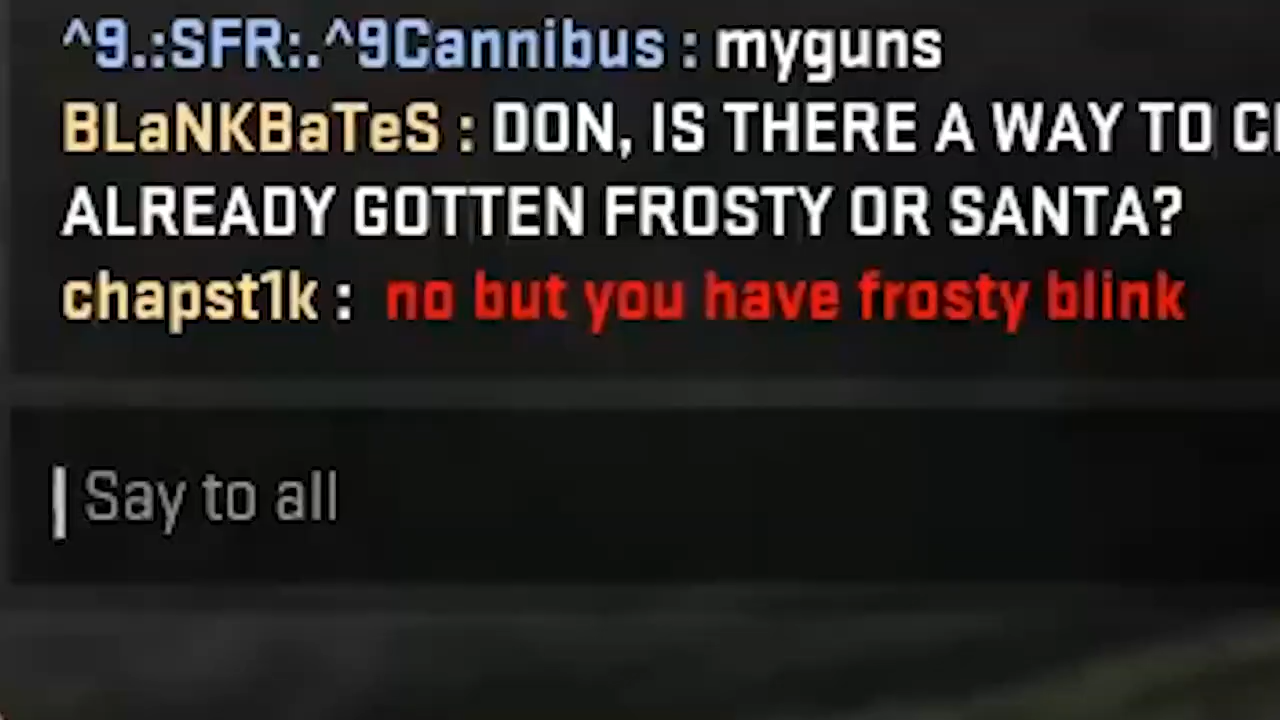 ^9.:SFR:.^9Cannibus : myguns
BLaNKBaTeS : DON, IS THERE A WAY TO
ALREADY GOTTEN FROSTY OR SANTA?
chapst1k : no but you have frosty blink
Say to all